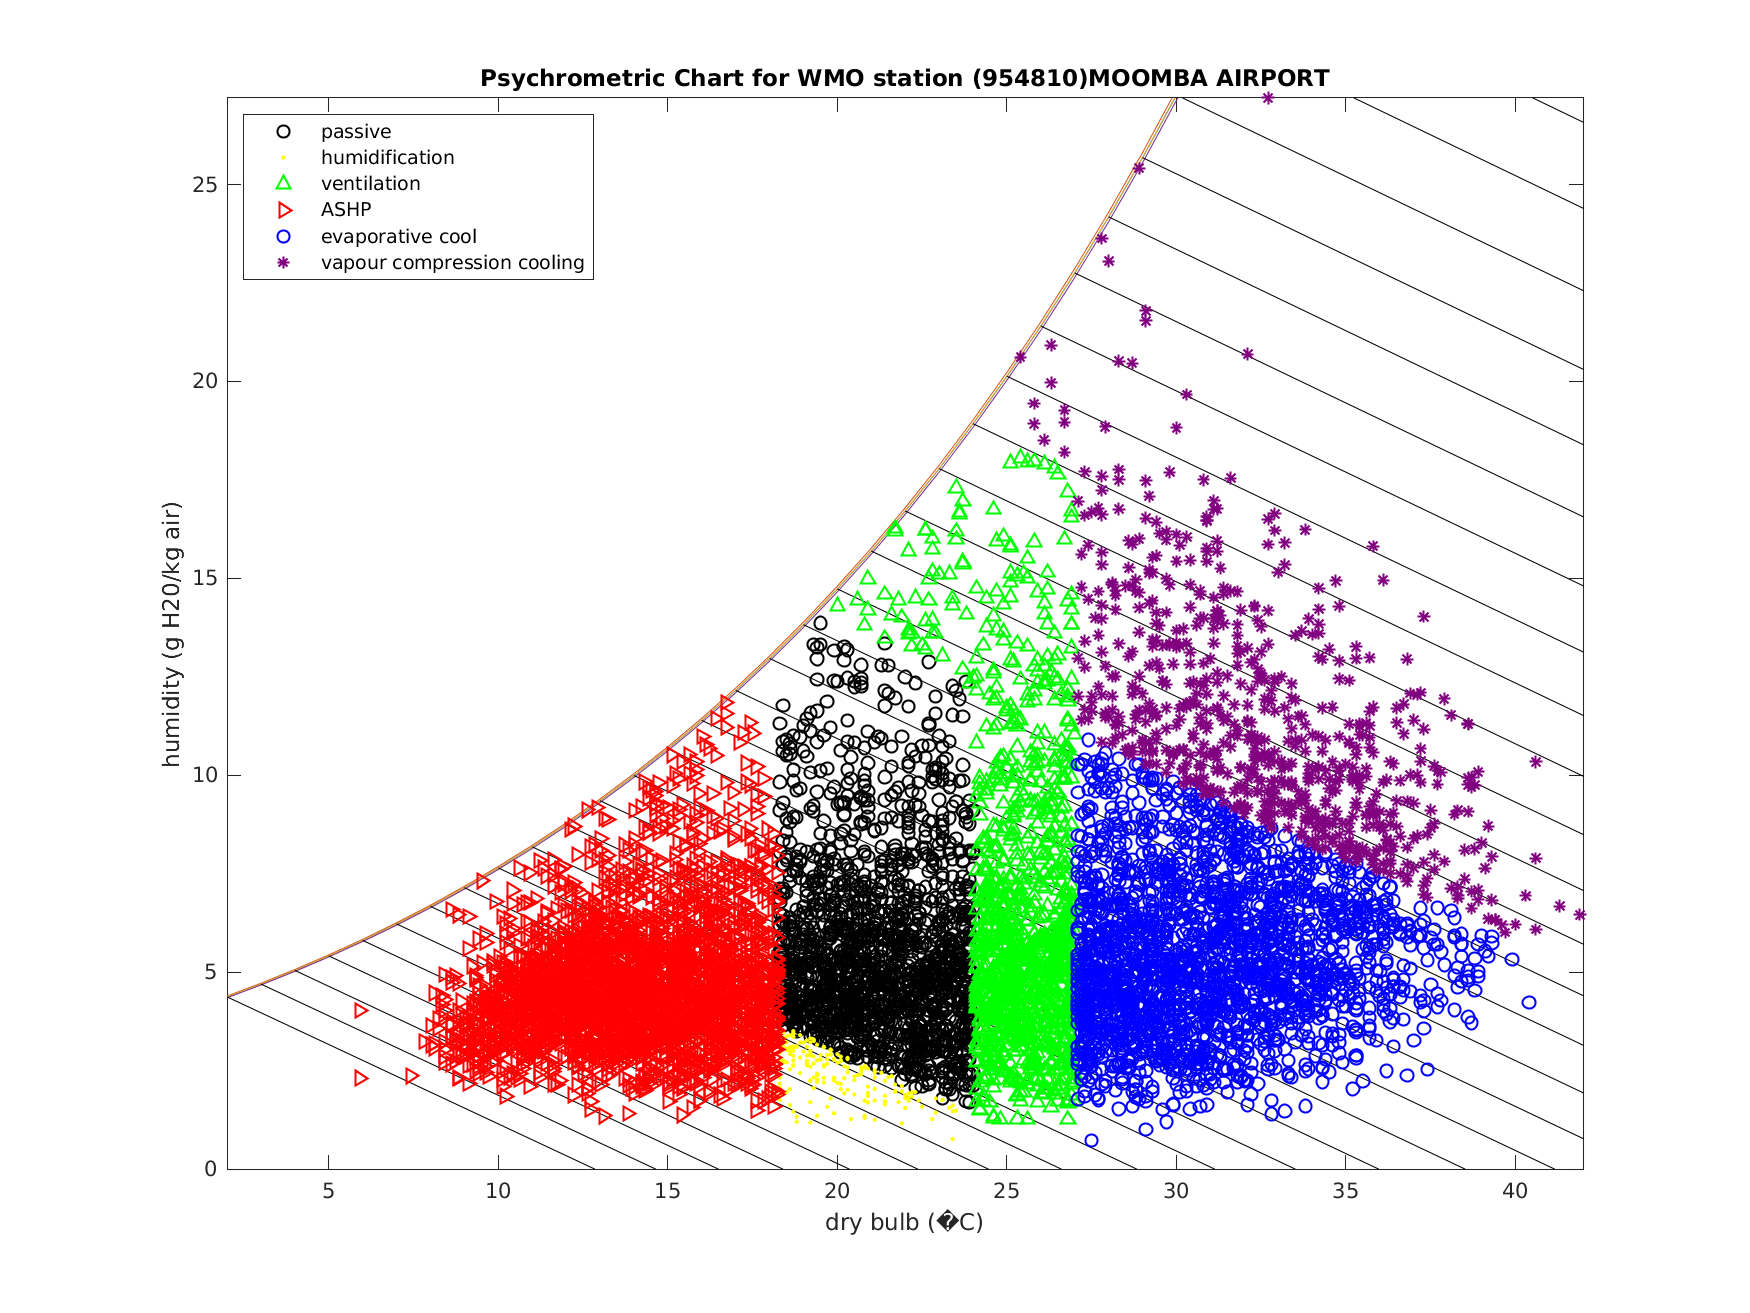 Psychrometric Chart for WMO station (954810)MOOMBA AIRPORT
passive
humidification
ventilation
ASHP
evaporative cool
vapour compression cooling
humidity (g H20/kg air)
25
20
15
10
5
0
5 10 15 20 25 30 35 40
dry bulb (�C)